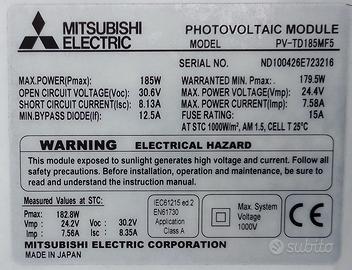 MITSUBISHI ELECTRIC
PHOTOVOLTAIC MODULE
MODEL PV-TD185MF5
SERIAL NO. ND100426E723216
MAX.POWER(Pmax) 185W WARRANTED MIN. Pmax) 179.5W
OPEN CIRCUIT VOLTAGE(Voc) 30.6V MAX.POWER VOLTAGE(Vmp) 24.4V
SHORT CIRCUIT CURRENT(Isc) 8.13A MAX.POWER CURRENT(Imp) 7.58A
MIN.BYPASS DIODE(If) 12.5A FUSE RATING 15A
AT STC 1000W/m², AM 1.5, CELL T 25℃
WARNING ELECTRICAL HAZARD
This module exposed to sunlight generates high voltage and current. Follow all
safety precautions. Before installation, operation and maintenance, be sure to
read and understand the instruction manual.
Measured Values at STC:
Pmax: 182.8W
Vmp : 24.2V Voc: 30.2V
Imp : 7.56A Isc: 8.35A
IEC61215 ed 2
EN61730
Application
Class A
Max. System
Voltage
1000V
MITSUBISHI ELECTRIC CORPORATION
MADE IN JAPAN
subito